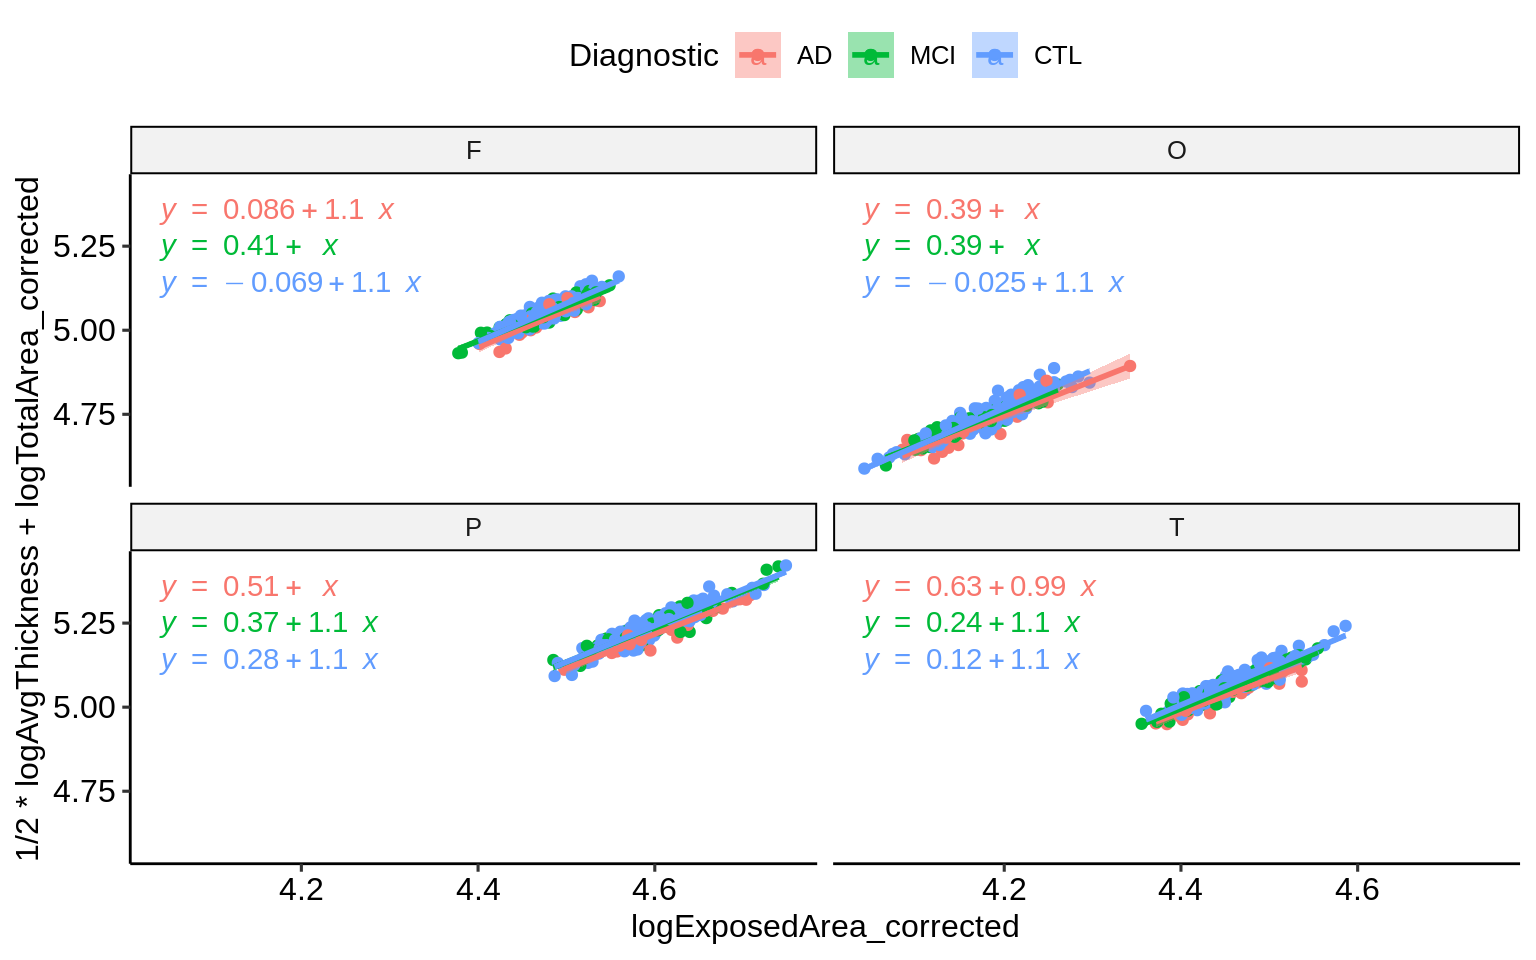 Diagnostic a AD a MCI a CTL
F
y = 0.086 + 1.1 x
y = 0.41 + x
y = − 0.069 + 1.1 x
O
y = 0.39 + x
y = 0.39 + x
y = − 0.025 + 1.1 x
5.25
5.00
4.75
P
y = 0.51 + x
y = 0.37 + 1.1 x
y = 0.28 + 1.1 x
T
y = 0.63 + 0.99 x
y = 0.24 + 1.1 x
y = 0.12 + 1.1 x
5.25
5.00
4.75
1/2 * logAvgThickness + logTotalArea_corrected
4.2 4.4 4.6 4.2 4.4 4.6
logExposedArea_corrected